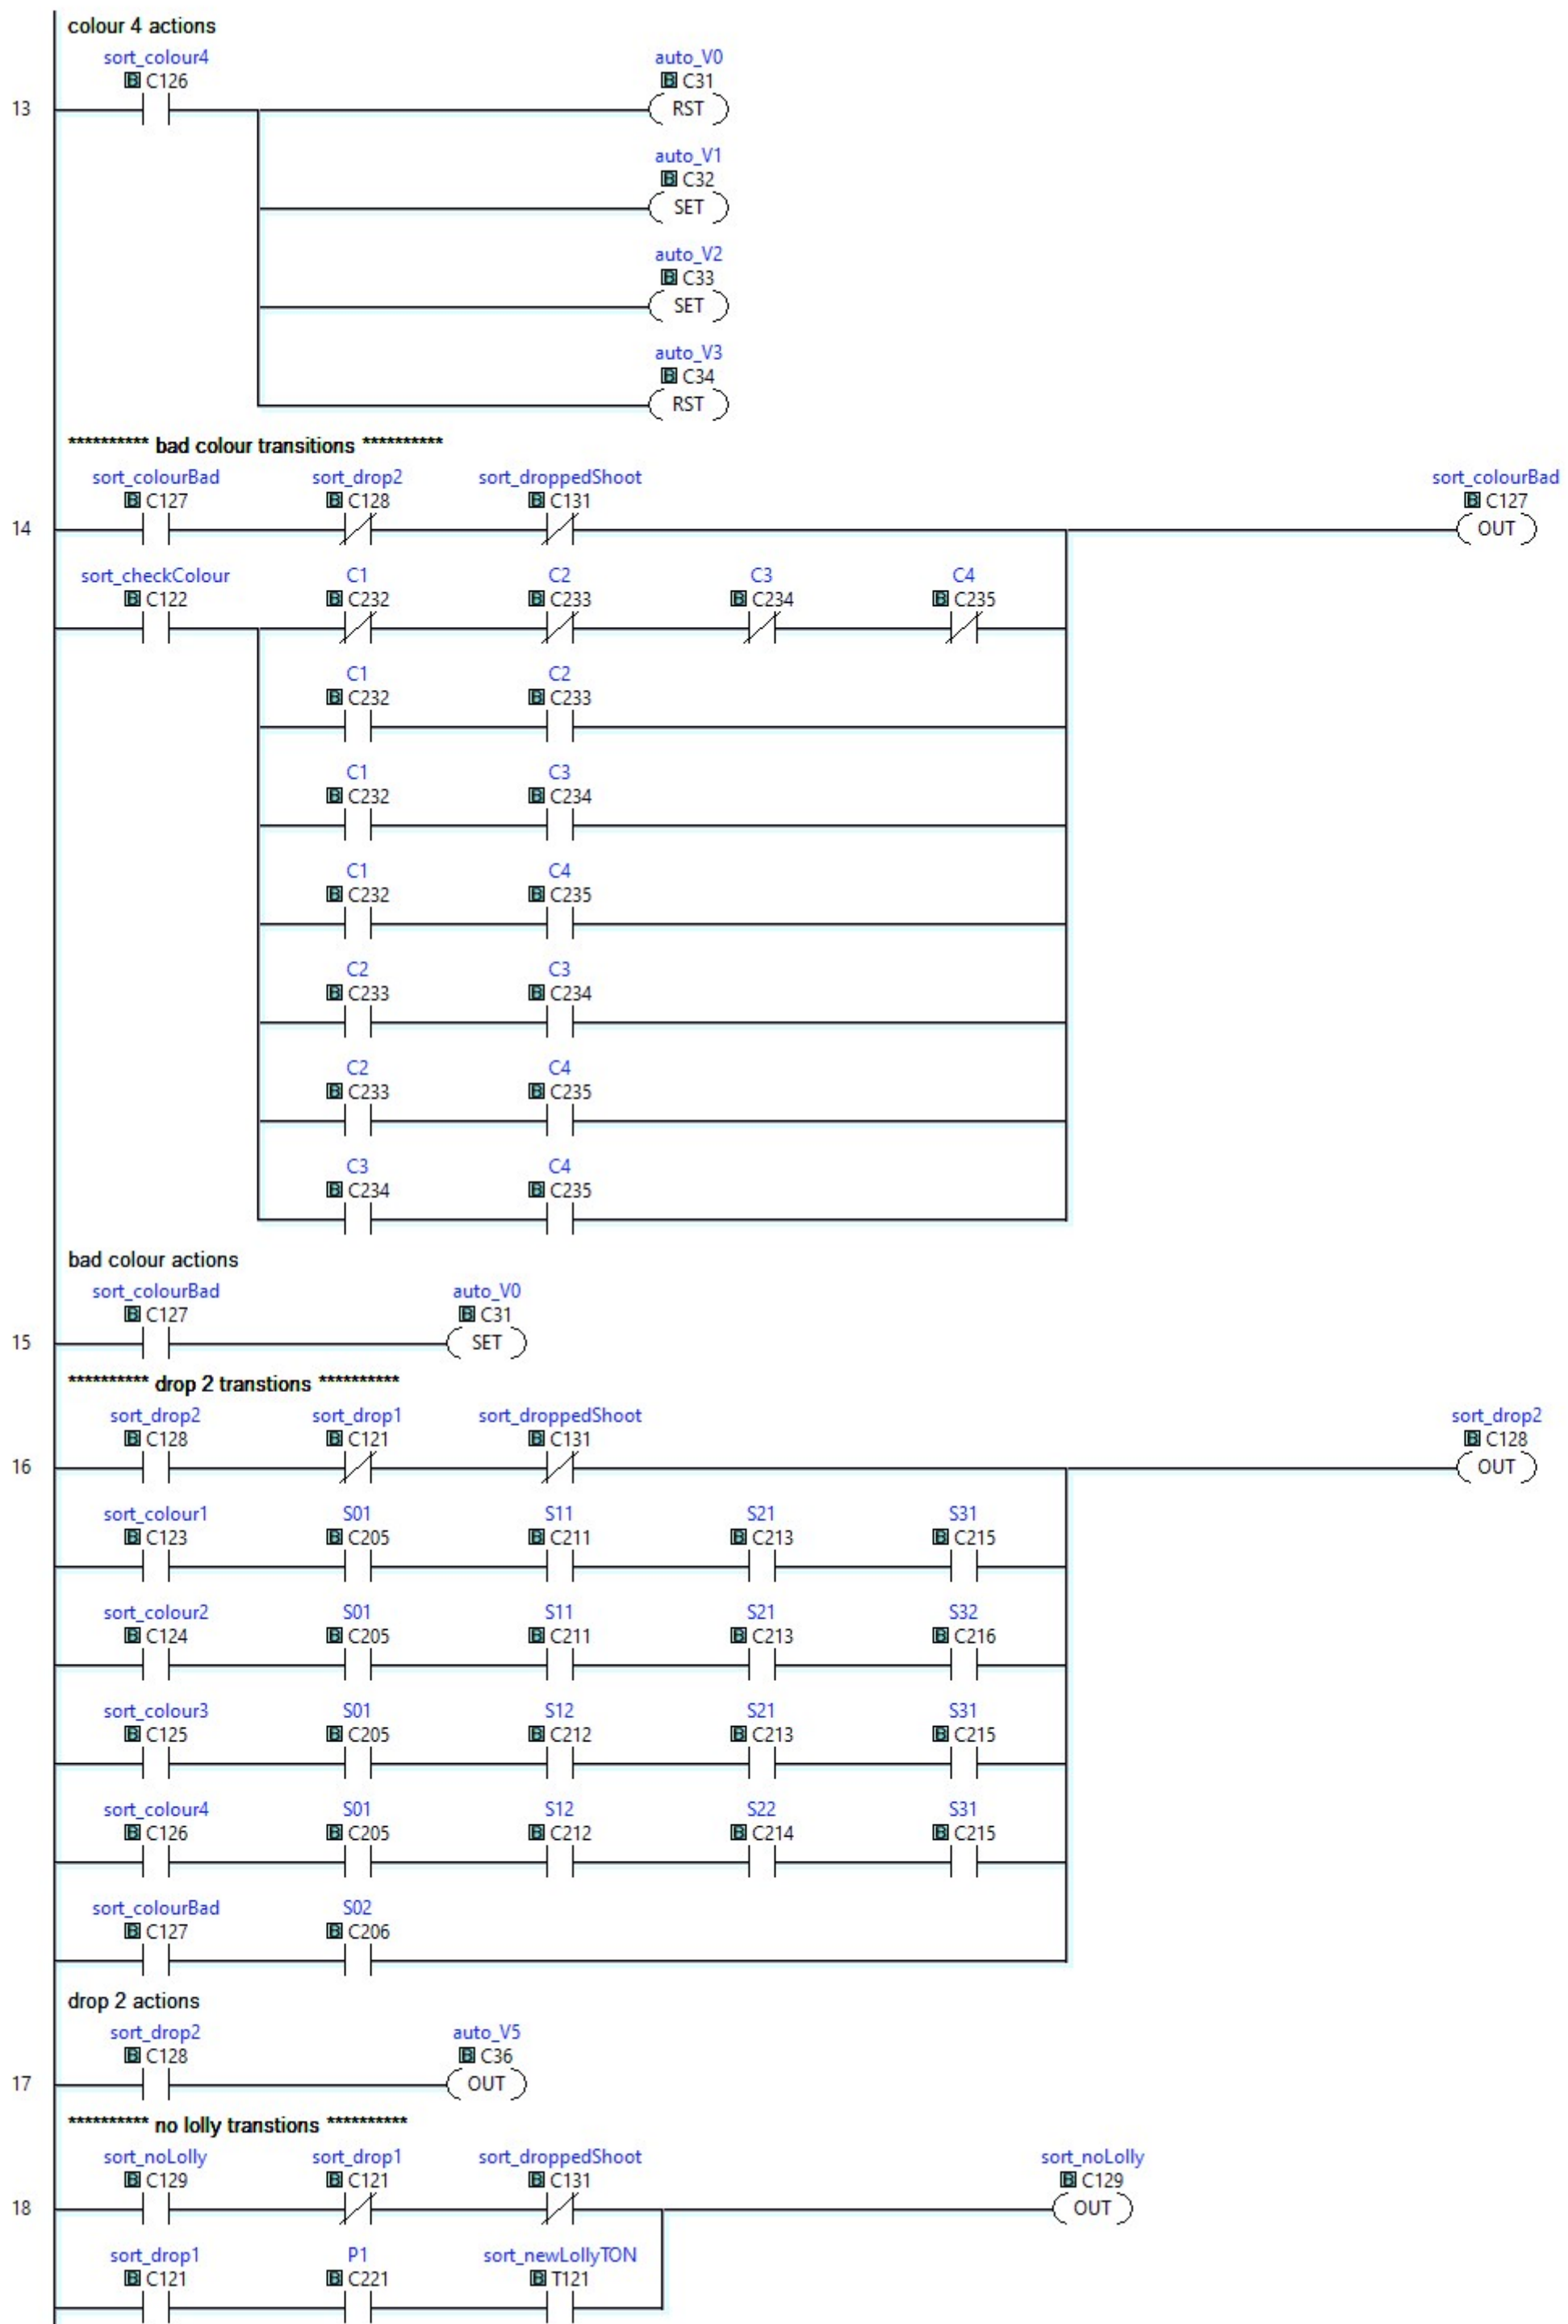 colour 4 actions
sort_colour4 auto_V0
C126 C31
13 RST
auto_V1
C32
SET
auto_V2
C33
SET
auto_V3
C34
RST
********** bad colour transitions **********
sort_colourBad sort_drop2 sort_droppedShoot sort_colourBad
C127 C128 C131 C127
14 OUT
sort_checkColour C1 C2 C3 C4
C122 C232 C233 C234 C235
C1 C2
C232 C233
C1 C3
C232 C234
C1 C4
C232 C235
C2 C3
C233 C234
C2 C4
C233 C235
C3 C4
C234 C235
bad colour actions
sort_colourBad auto_V0
C127 C31
15 SET
********** drop 2 transtions **********
sort_drop2 sort_drop1 sort_droppedShoot sort_drop2
C128 C121 C131 C128
16 OUT
sort_colour1 S01 S11 S21 S31
C123 C205 C211 C213 C215
sort_colour2 S01 S11 S21 S32
C124 C205 C211 C213 C216
sort_colour3 S01 S12 S21 S31
C125 C205 C212 C213 C215
sort_colour4 S01 S12 S22 S31
C126 C205 C212 C214 C215
sort_colourBad S02
C127 C206
drop 2 actions
sort_drop2 auto_V5
C128 C36
17 OUT
********** no lolly transtions **********
sort_noLolly sort_drop1 sort_droppedShoot sort_noLolly
C129 C121 C131 C129
18 OUT
sort_drop1 P1 sort_newLollyTON
C121 C221 T121